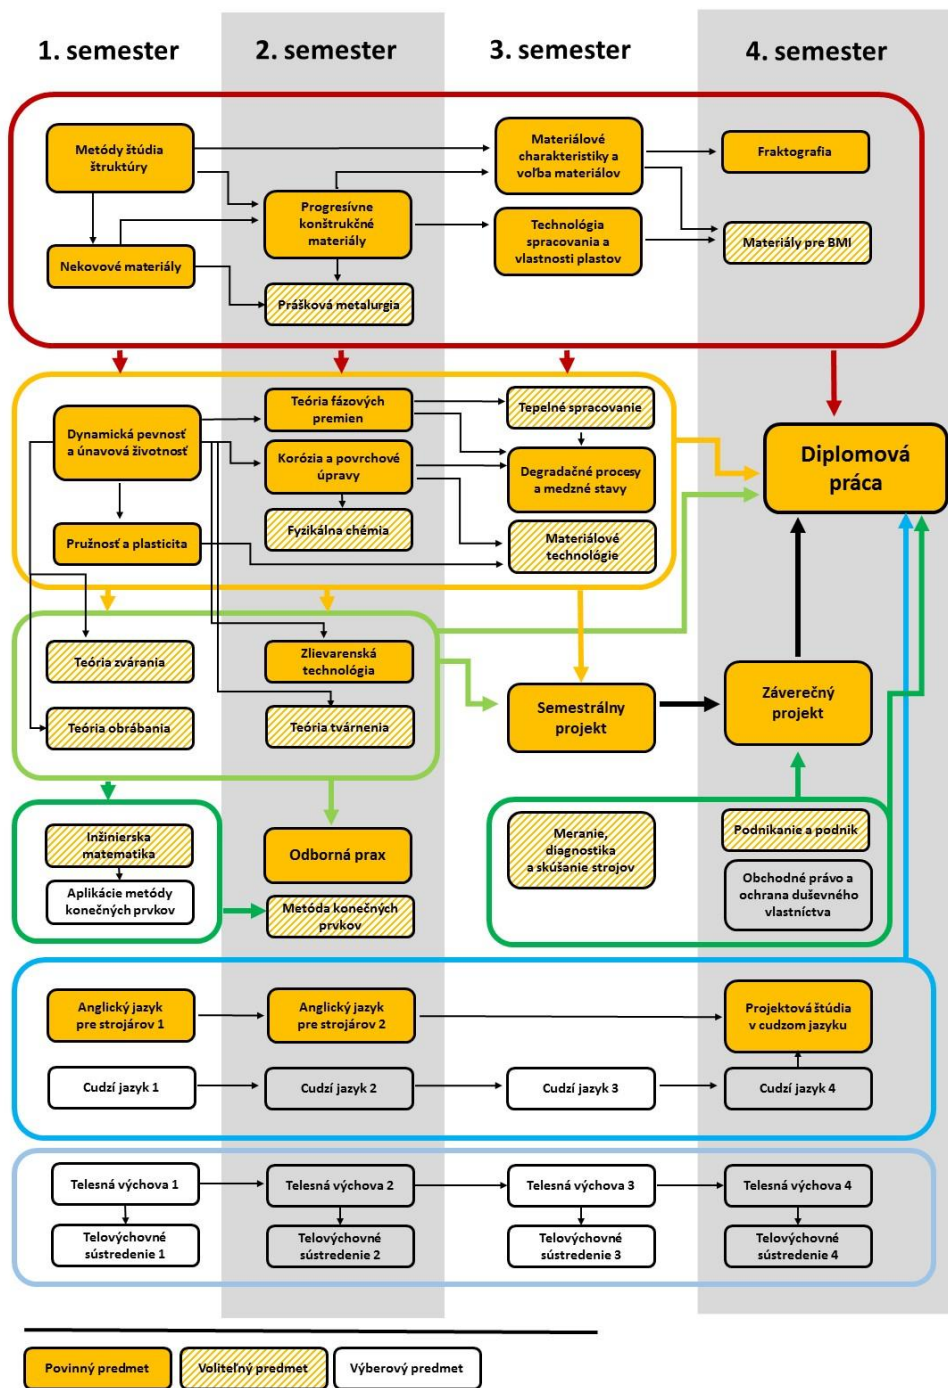 1. semester
2. semester
3. semester
4. semester
Metódy štúdia
štruktúry
Nekovové materiály
Progresívne
konštrukčné
materiály
Prášková metalurgia
Materiálové
charakteristiky a
voľba materiálov
Technológia
spracovania a
vlastnosti plastov
Fraktografia
Materiály pre BMI
Dynamická pevnosť
a únavová životnosť
Pružnosť a plasticita
Teória fázových
premien
Korózia a povrchové
úpravy
Fyzikálna chémia
Tepelné spracovanie
Degradačné procesy
a medzné stavy
Materiálové
technológie
Diplomová
práca
Teória zvárania
Teória obrábania
Zlievarenská
technológia
Teória tvárnenia
Semestrálny
projekt
Záverečný
projekt
Inžinierska
matematika
Aplikácie metódy
konečných prvkov
Odborná prax
Metóda konečných
prvkov
Meranie,
diagnostika
a skúšanie strojov
Podnikanie a podnik
Obchodné právo a
ochrana duševného
vlastníctva
Anglický jazyk
pre strojárov 1
Anglický jazyk
pre strojárov 2
Projektová štúdia
v cudzom jazyku
Cudzí jazyk 1
Cudzí jazyk 2
Cudzí jazyk 3
Cudzí jazyk 4
Telesná výchova 1
Telesná výchova 2
Telesná výchova 3
Telesná výchova 4
Telovýchovné
sústredenie 1
Telovýchovné
sústredenie 2
Telovýchovné
sústredenie 3
Telovýchovné
sústredenie 4
Povinný predmet
Voliteľný predmet
Výberový predmet